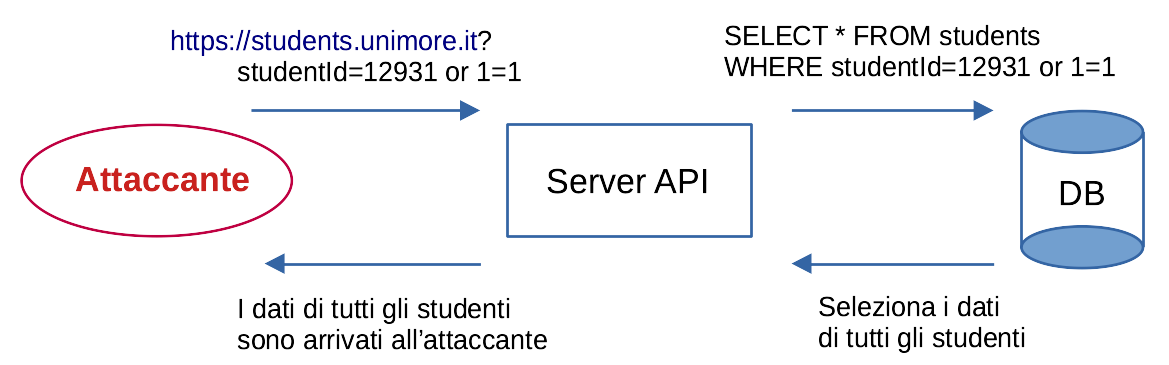 https://students.unimore.it?
studentId=12931 or 1=1
SELECT * FROM students
WHERE studentId=12931 or 1=1
Attaccante
Server API
DB
I dati di tutti gli studenti
sono arrivati all’attaccante
Seleziona i dati
di tutti gli studenti